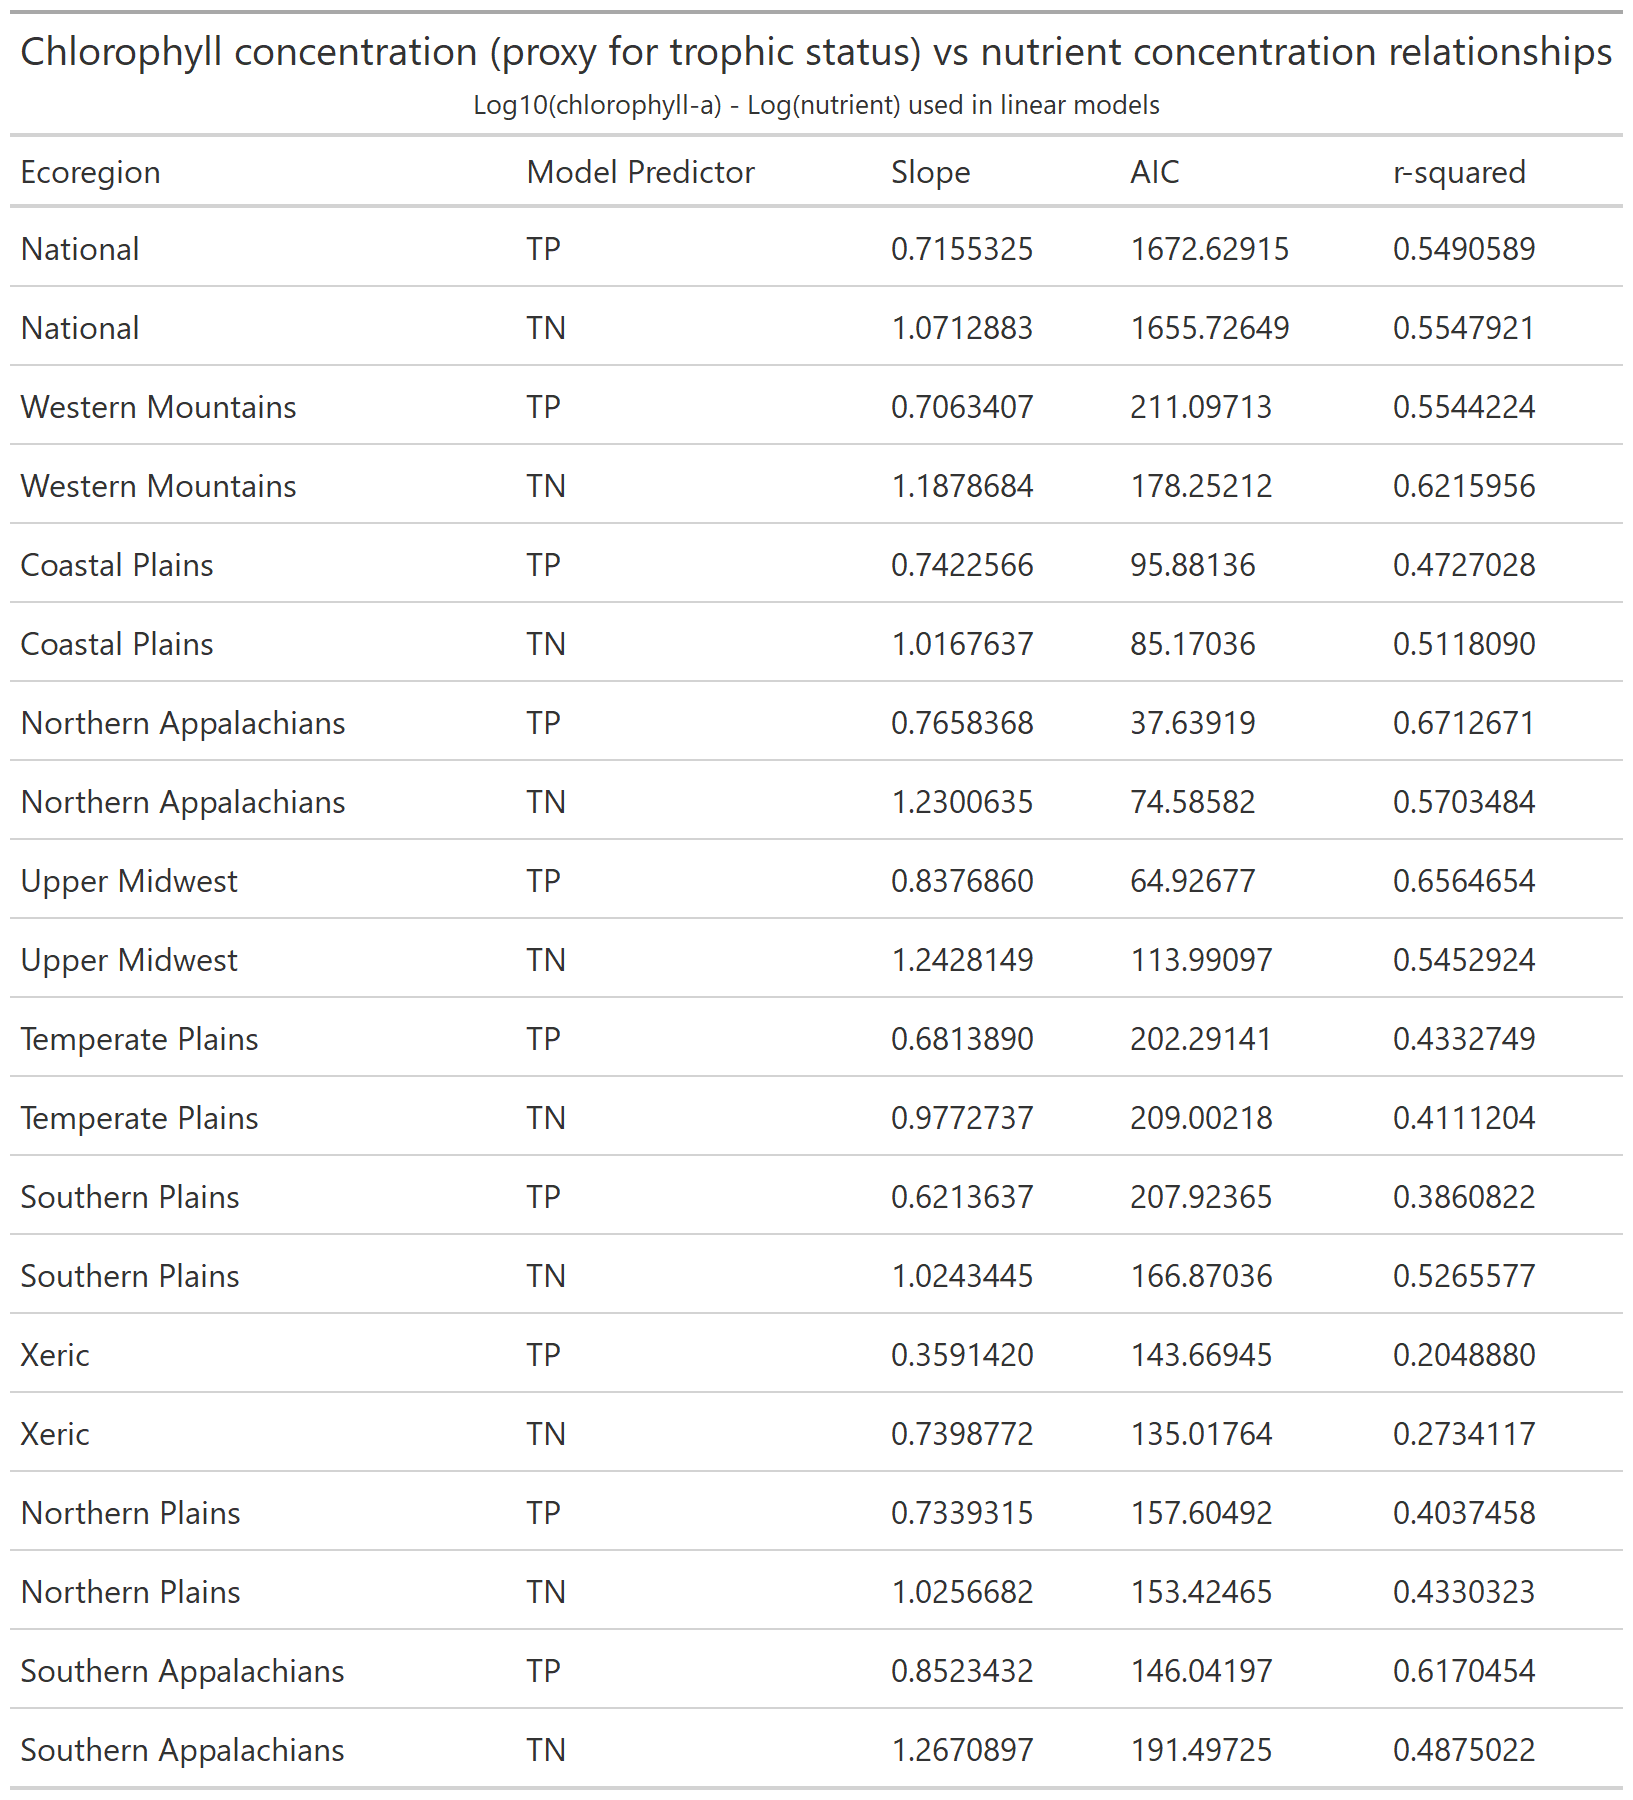 Chlorophyll concentration (proxy for trophic status) vs nutrient concentration relationships
Log10(chlorophyll-a) - Log(nutrient) used in linear models
Ecoregion Model Predictor Slope AIC r-squared
National TP 0.7155325 1672.62915 0.5490589
National TN 1.0712883 1655.72649 0.5547921
Western Mountains TP 0.7063407 211.09713 0.5544224
Western Mountains TN 1.1878684 178.25212 0.6215956
Coastal Plains TP 0.7422566 95.88136 0.4727028
Coastal Plains TN 1.0167637 85.17036 0.5118090
Northern Appalachians TP 0.7658368 37.63919 0.6712671
Northern Appalachians TN 1.2300635 74.58582 0.5703484
Upper Midwest TP 0.8376860 64.92677 0.6564654
Upper Midwest TN 1.2428149 113.99097 0.5452924
Temperate Plains TP 0.6813890 202.29141 0.4332749
Temperate Plains TN 0.9772737 209.00218 0.4111204
Southern Plains TP 0.6213637 207.92365 0.3860822
Southern Plains TN 1.0243445 166.87036 0.5265577
Xeric TP 0.3591420 143.66945 0.2048880
Xeric TN 0.7398772 135.01764 0.2734117
Northern Plains TP 0.7339315 157.60492 0.4037458
Northern Plains TN 1.0256682 153.42465 0.4330323
Southern Appalachians TP 0.8523432 146.04197 0.6170454
Southern Appalachians TN 1.2670897 191.49725 0.4875022